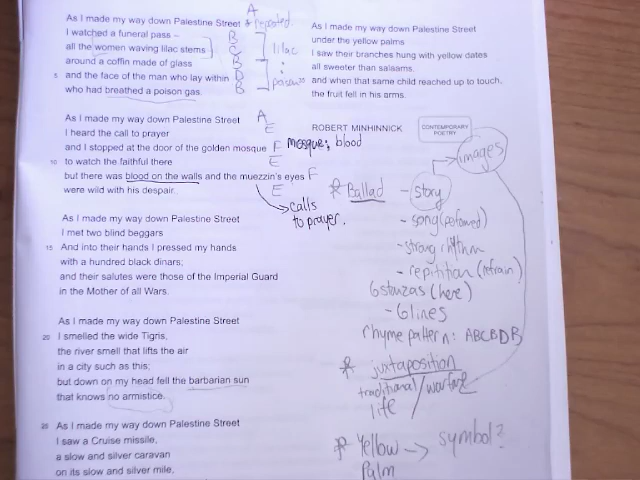 As I made my way down Palestine Street
I watched a funeral pass –
all the women waving lilac stems
around a coffin made of glass
5 and the face of the man who lay within
who had breathed a poison gas.
A
repeated.
B
C
B
D
B
lilac
:
poison
As I made my way down Palestine Street
I heard the call to prayer
and I stopped at the door of the golden mosque
10 to watch the faithful there
but there was blood on the walls and the muezzin's eyes
were wild with his despair.
A
E
F mosque; blood
E
F
E
calls
to prayer.
As I made my way down Palestine Street
I met two blind beggars
15 And into their hands I pressed my hands
with a hundred black dinars;
and their salutes were those of the Imperial Guard
in the Mother of all Wars.
As I made my way down Palestine Street
20 I smelled the wide Tigris,
the river smell that lifts the air
in a city such as this;
but down on my head fell the barbarian sun
that knows no armistice.
25 As I made my way down Palestine Street
I saw a Cruise missile,
a slow and silver caravan
on its slow and silver mile,
As I made my way down Palestine Street
under the yellow palms
I saw their branches hung with yellow dates
all sweeter than salaams,
35 and when that same child reached up to touch,
the fruit fell in his arms.
ROBERT MINHINNICK
CONTEMPORARY
POETRY
images
* Ballad - story
- song (performed)
- strong rhythm
- repitition (refrain)
6 stanzas (here)
- 6 lines
rhyme pattern: ABCBDB
* juxtaposition
traditional / warfare
life
* Yellow → symbol?
Palm